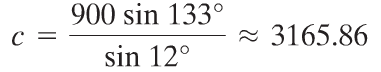 c = 900 sin 133° / sin 12° ≈ 3165.86